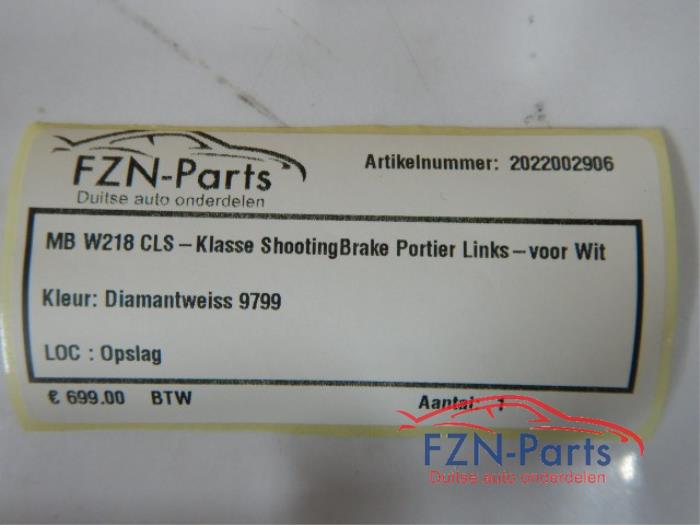 FZN-Parts
Duitse auto onderdelen
Artikelnummer: 2022002906
MB W218 CLS – Klasse ShootingBrake Portier Links – voor Wit
Kleur: Diamantweiss 9799
LOC : Opslag
€ 699.00 BTW
Aantal: 1
FZN-Parts
Duitse auto onderdelen